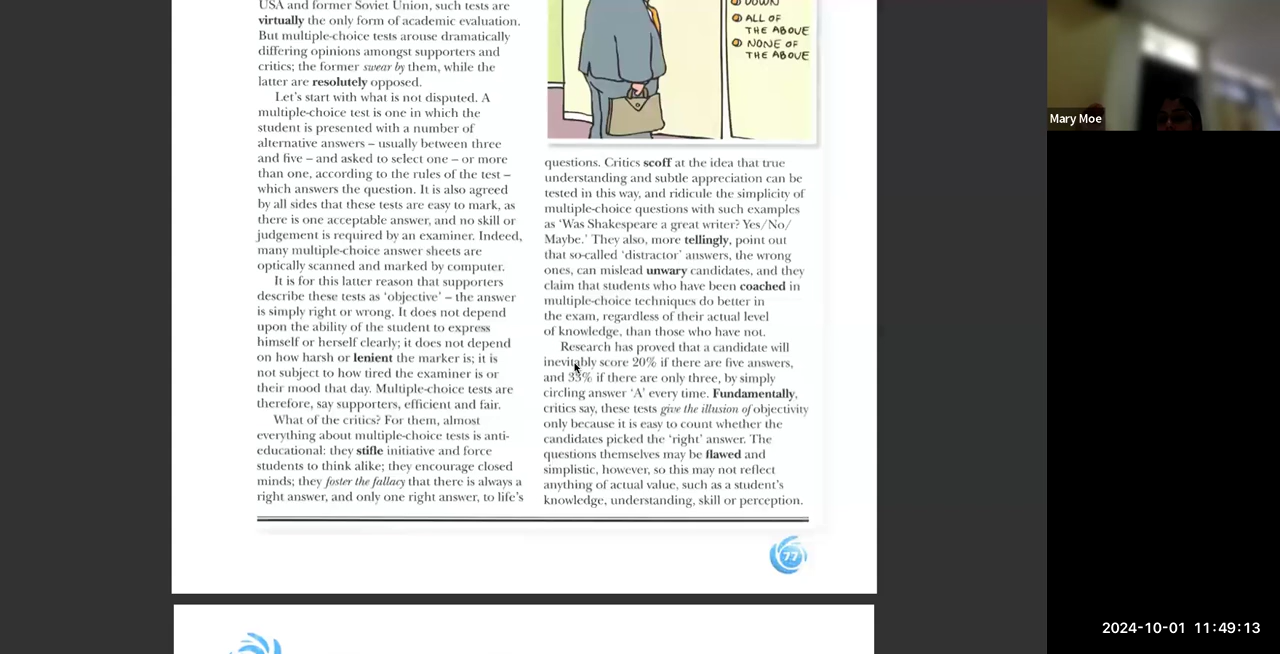 USA and former Soviet Union, such tests are
virtually the only form of academic evaluation.
But multiple-choice tests arouse dramatically
differing opinions amongst supporters and
critics; the former swear by them, while the
latter are resolutely opposed.
Let's start with what is not disputed. A
multiple-choice test is one in which the
student is presented with a number of
alternative answers – usually between three
and five – and asked to select one – or more
than one, according to the rules of the test –
which answers the question. It is also agreed
by all sides that these tests are easy to mark, as
there is one acceptable answer, and no skill or
judgement is required by an examiner. Indeed,
many multiple-choice answer sheets are
optically scanned and marked by computer.
It is for this latter reason that supporters
describe these tests as 'objective' – the answer
is simply right or wrong. It does not depend
upon the ability of the student to express
himself or herself clearly; it does not depend
on how harsh or lenient the marker is; it is
not subject to how tired the examiner is or
their mood that day. Multiple-choice tests are
therefore, say supporters, efficient and fair.
What of the critics? For them, almost
everything about multiple-choice tests is anti-
educational: they stifle initiative and force
students to think alike; they encourage closed
minds; they foster the fallacy that there is always a
right answer, and only one right answer, to life's
DOWN
ALL OF
THE ABOVE
NONE OF
THE ABOVE
questions. Critics scoff at the idea that true
understanding and subtle appreciation can be
tested in this way, and ridicule the simplicity of
multiple-choice questions with such examples
as 'Was Shakespeare a great writer? Yes/No/
Maybe.' They also, more tellingly, point out
that so-called 'distractor' answers, the wrong
ones, can mislead unwary candidates, and they
claim that students who have been coached in
multiple-choice techniques do better in
the exam, regardless of their actual level
of knowledge, than those who have not.
Research has proved that a candidate will
inevitably score 20% if there are five answers,
and 33% if there are only three, by simply
circling answer 'A' every time. Fundamentally,
critics say, these tests give the illusion of objectivity
only because it is easy to count whether the
candidates picked the 'right' answer. The
questions themselves may be flawed and
simplistic, however, so this may not reflect
anything of actual value, such as a student's
knowledge, understanding, skill or perception.
77
Mary Moe
2024-10-01 11:49:13